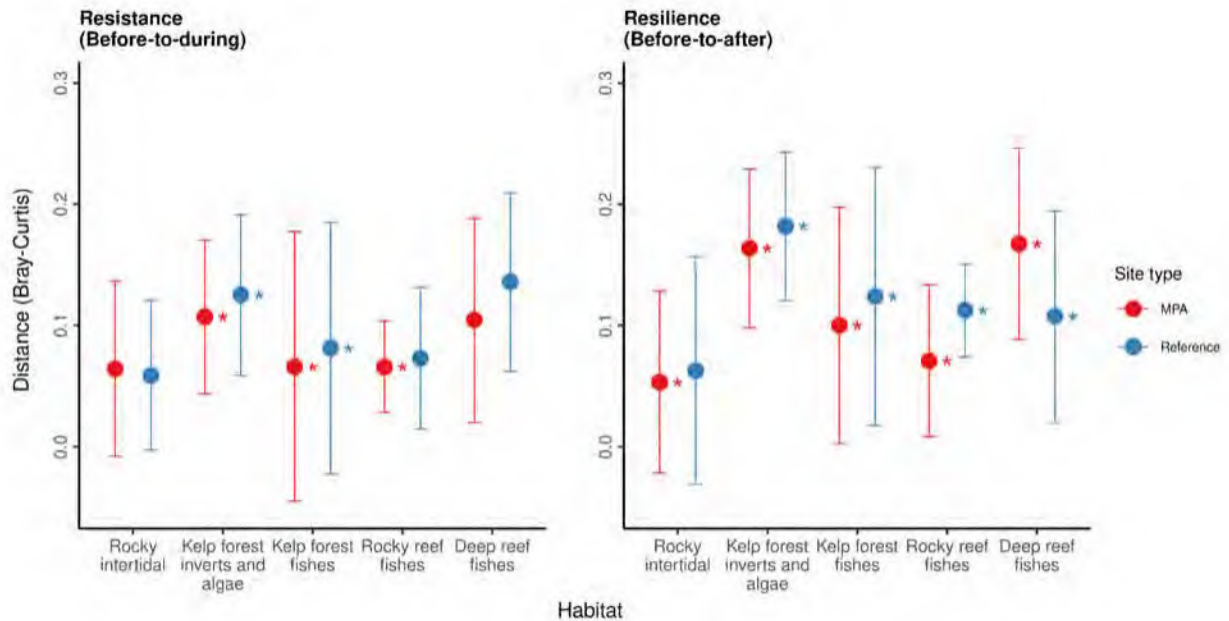 Resistance
(Before-to-during)
Resilience
(Before-to-after)
Distance (Bray-Curtis)
0.3
0.2
0.1
0.0
0.3
0.2
0.1
0.0
* * * * *
* * * * * * * * *
Site type
MPA
*
Reference
*
Rocky
intertidal
Kelp forest
inverts and
algae
Kelp forest
fishes
Rocky reef
fishes
Deep reef
fishes
Rocky
intertidal
Kelp forest
inverts and
algae
Kelp forest
fishes
Rocky reef
fishes
Deep reef
fishes
Habitat